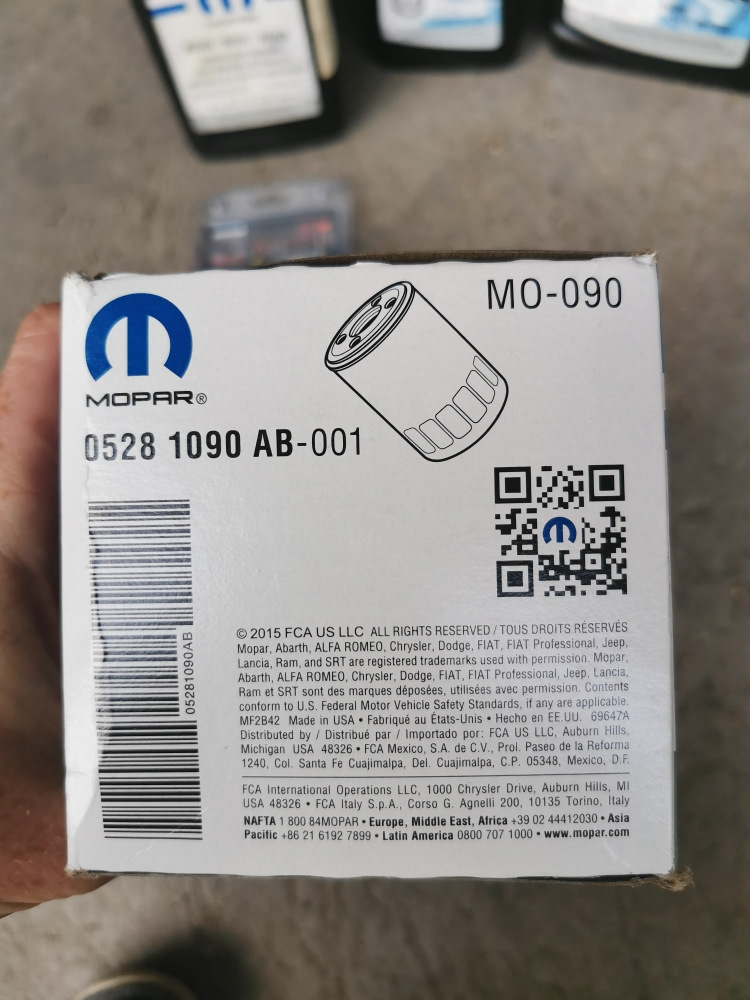 MO-090
MOPAR®
0528 1090 AB-001
05281090AB
© 2015 FCA US LLC ALL RIGHTS RESERVED / TOUS DROITS RÉSERVÉS
Mopar, Abarth, ALFA ROMEO, Chrysler, Dodge, FIAT, FIAT Professional, Jeep,
Lancia, Ram, and SRT are registered trademarks used with permission. Mopar,
Abarth, ALFA ROMEO, Chrysler, Dodge, FIAT, FIAT Professional, Jeep, Lancia,
Ram et SRT sont des marques déposées, utilisées avec permission. Contents
conform to U.S. Federal Motor Vehicle Safety Standards, if any are applicable.
MF2B42 Made in USA • Fabriqué au États-Unis • Hecho en EE.UU. 69647A
Distributed by / Distribué par / Importado por: FCA US LLC, Auburn Hills,
Michigan USA 48326 • FCA Mexico, S.A. de C.V., Prol. Paseo de la Reforma
1240, Col. Santa Fe Cuajimalpa, Del. Cuajimalpa, C.P. 05348, Mexico, D.F.
FCA International Operations LLC, 1000 Chrysler Drive, Auburn Hills, MI
USA 48326 • FCA Italy S.p.A., Corso G. Agnelli 200, 10135 Torino, Italy
NAFTA 1 800 84MOPAR • Europe, Middle East, Africa +39 02 44412030 • Asia
Pacific +86 21 6192 7899 • Latin America 0800 707 1000 • www.mopar.com